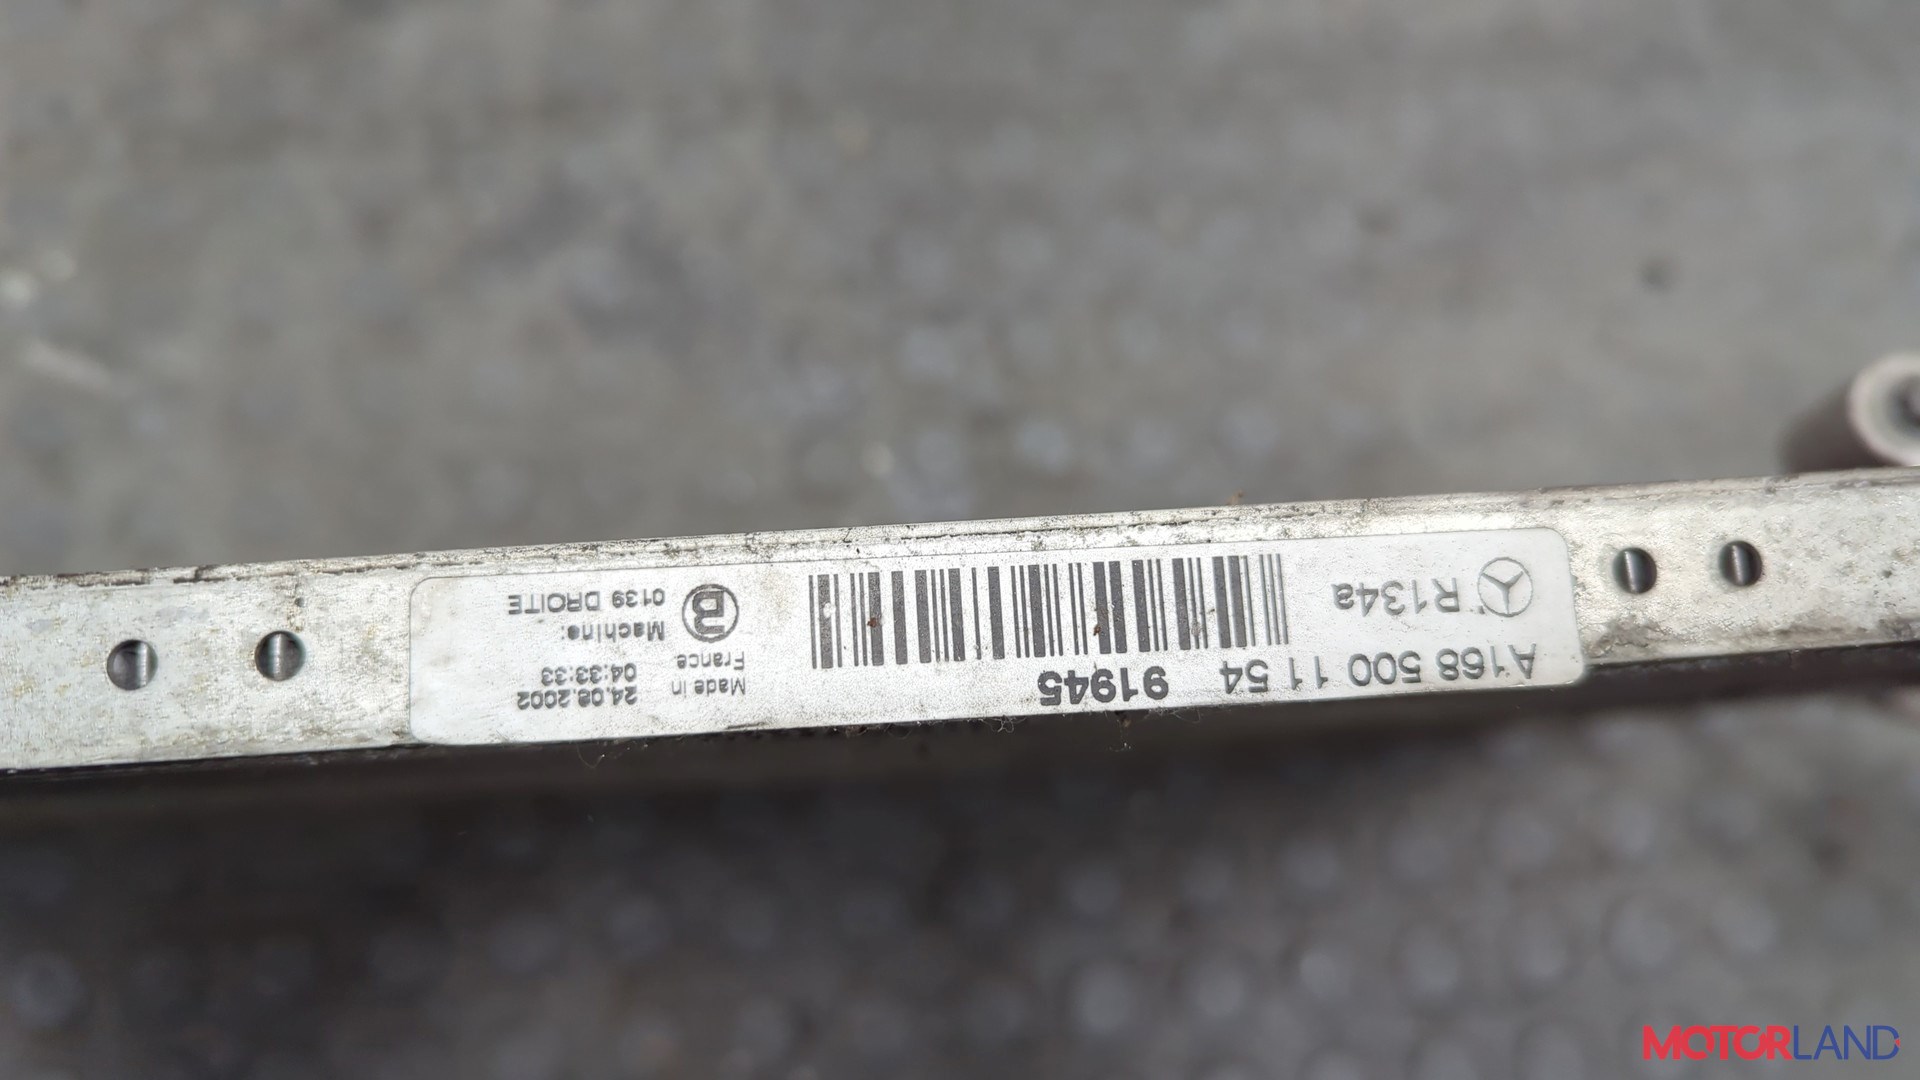 A168 500 11 54 91945
R134a
Made in
France
24.08.2002
04:33:33
Machine:
0139 DROITE
MOTORLAND